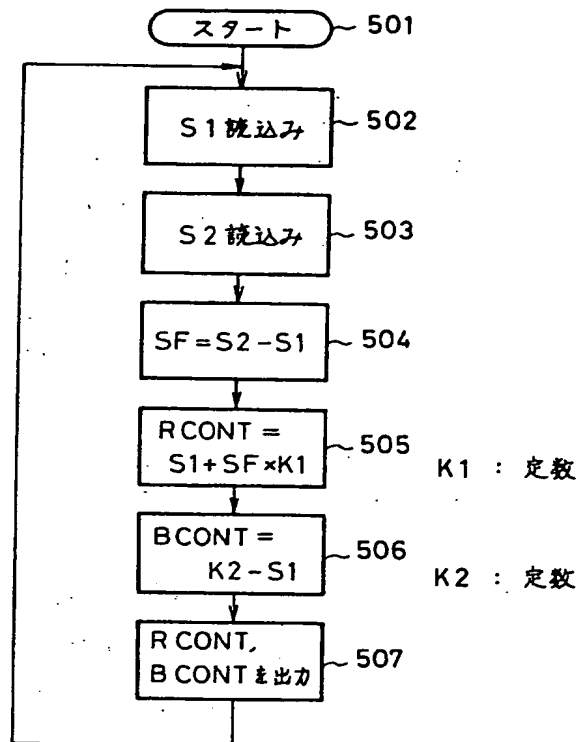 スタート 501
S1読込み 502
S2読込み 503
SF=S2-S1 504
RCONT=
S1+SF×K1 505
K1 : 定数
BCONT=
K2-S1 506
K2 : 定数
RCONT,
BCONTを出力 507